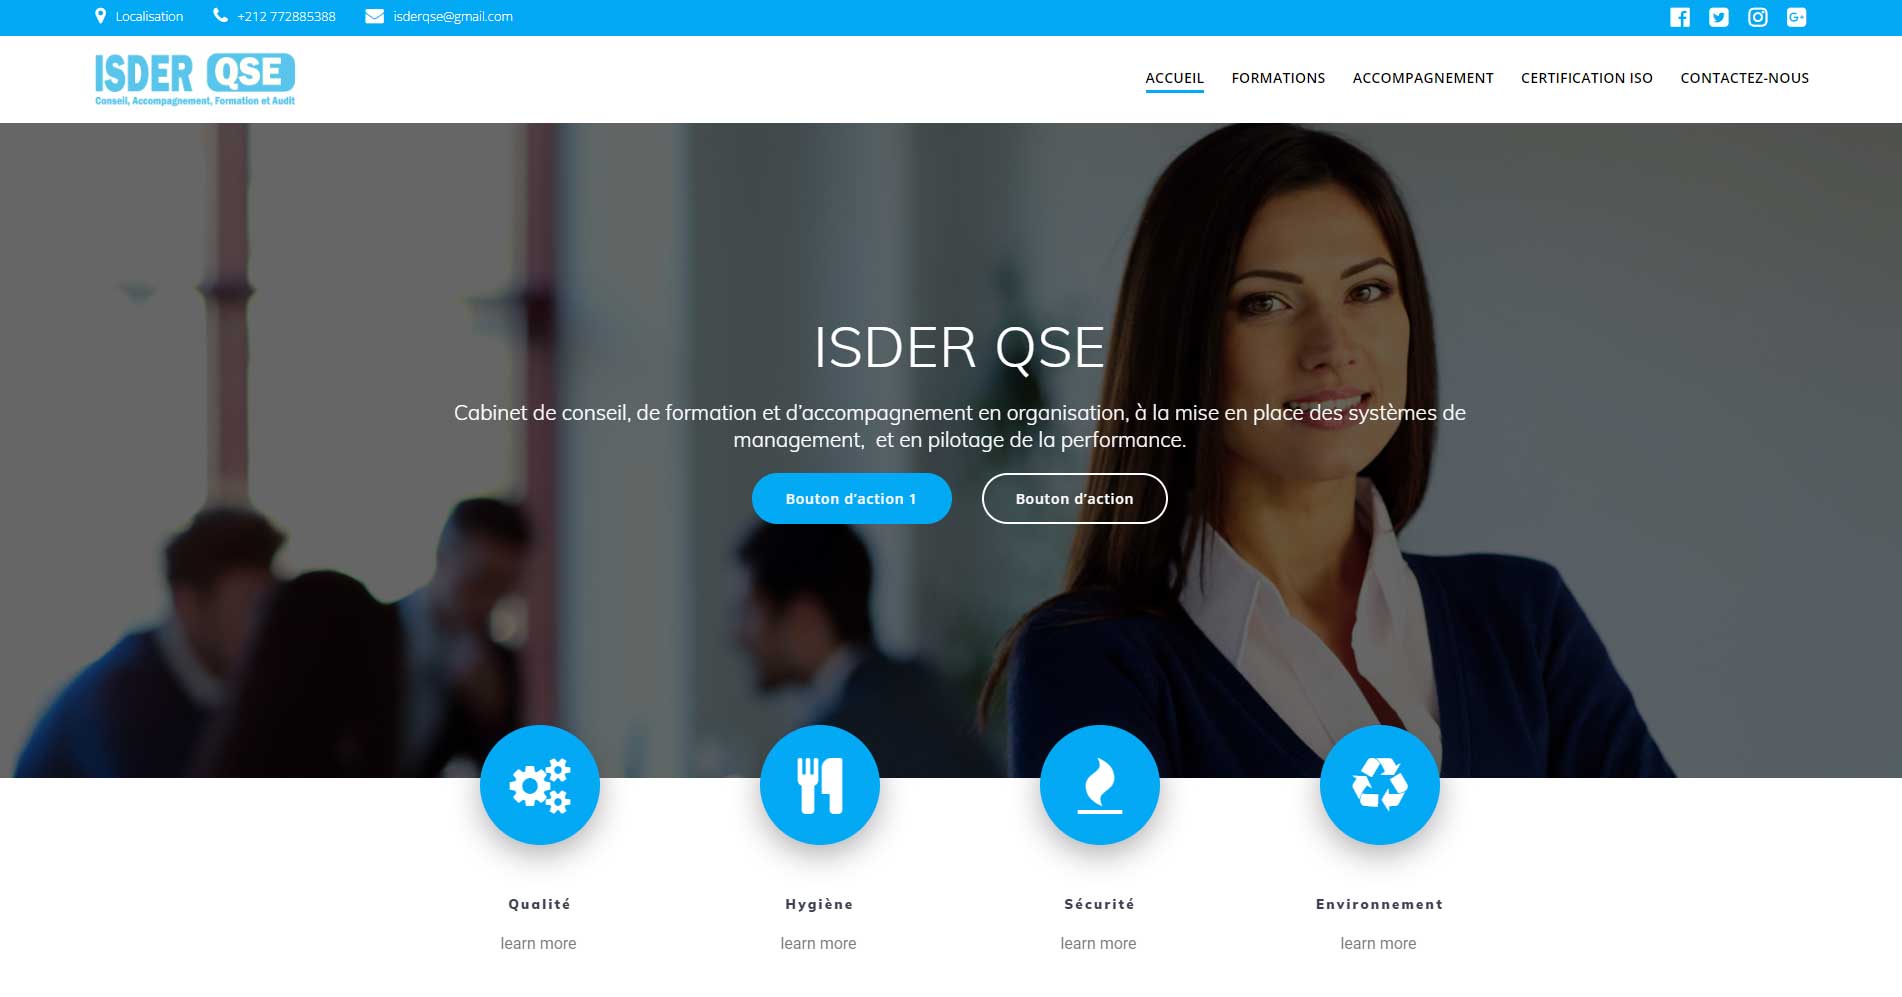 Localisation
+212 772885388
isderqse@gmail.com
ISDER QSE
Conseil, Accompagnement, Formation et Audit
ACCUEIL
FORMATIONS
ACCOMPAGNEMENT
CERTIFICATION ISO
CONTACTEZ-NOUS
ISDER QSE
Cabinet de conseil, de formation et d’accompagnement en organisation, à la mise en place des systèmes de
management,  et en pilotage de la performance.
Bouton d’action 1
Bouton d’action
Qualité
Hygiène
Sécurité
Environnement
learn more
learn more
learn more
learn more